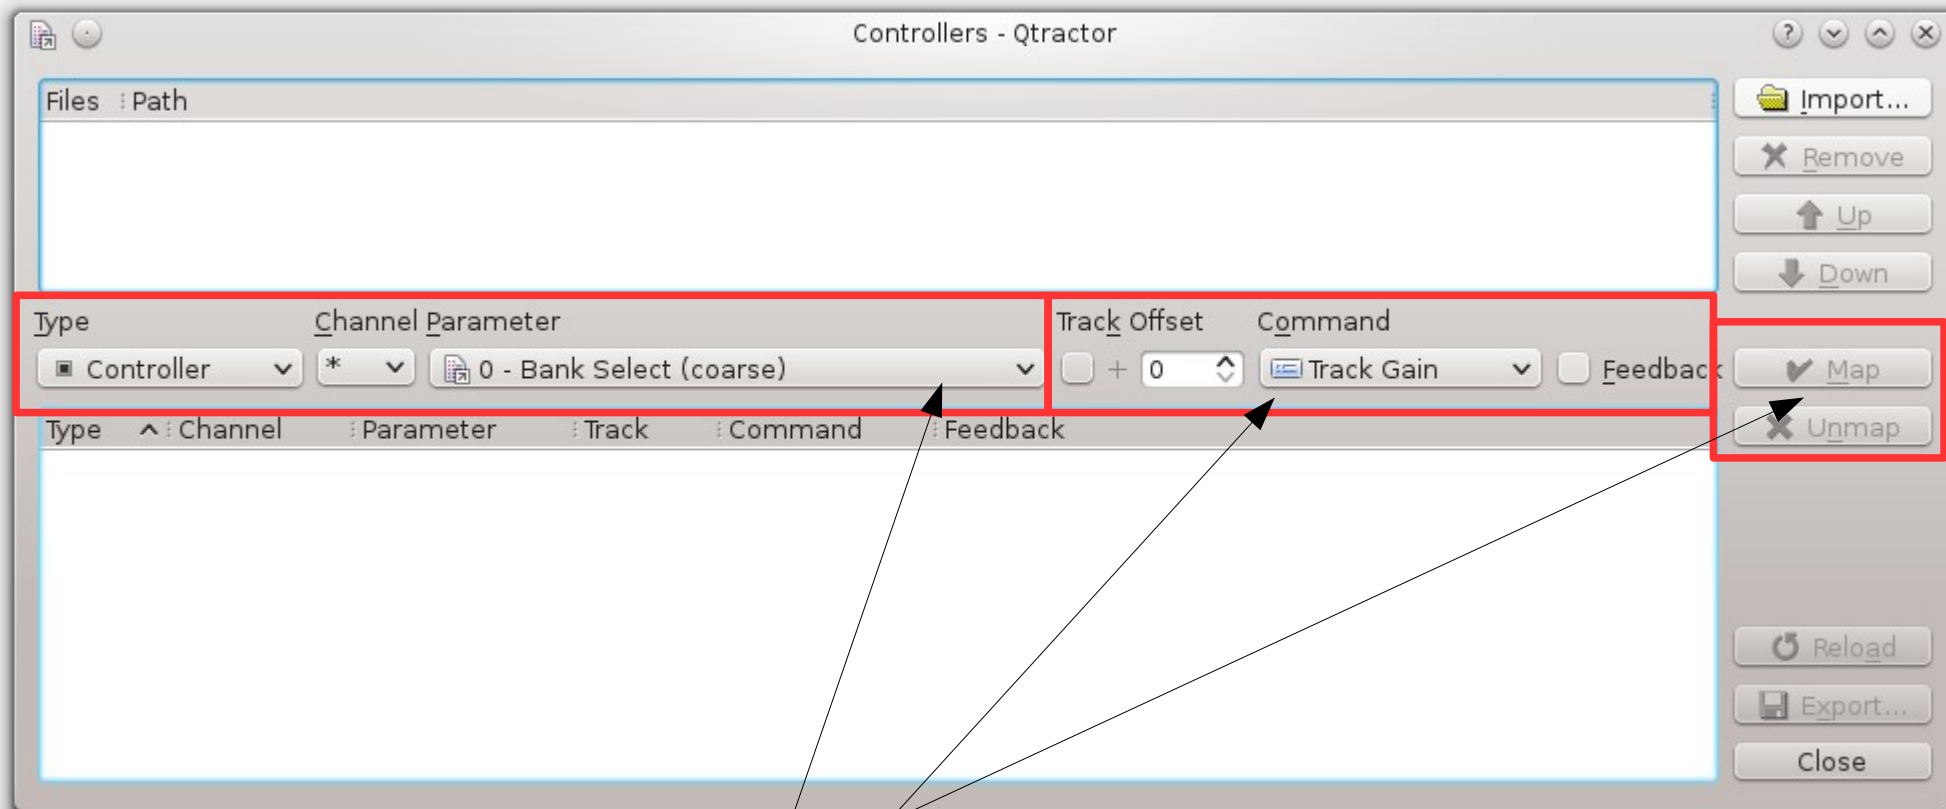 Controllers - Qtractor
Files Path
Import...
Remove
Up
Down
Type Channel Parameter Track Offset Command
Controller * 0 - Bank Select (coarse) + 0 Track Gain Feedback Map
Type Channel Parameter Track Command Feedback Unmap
Reload
Export...
Close